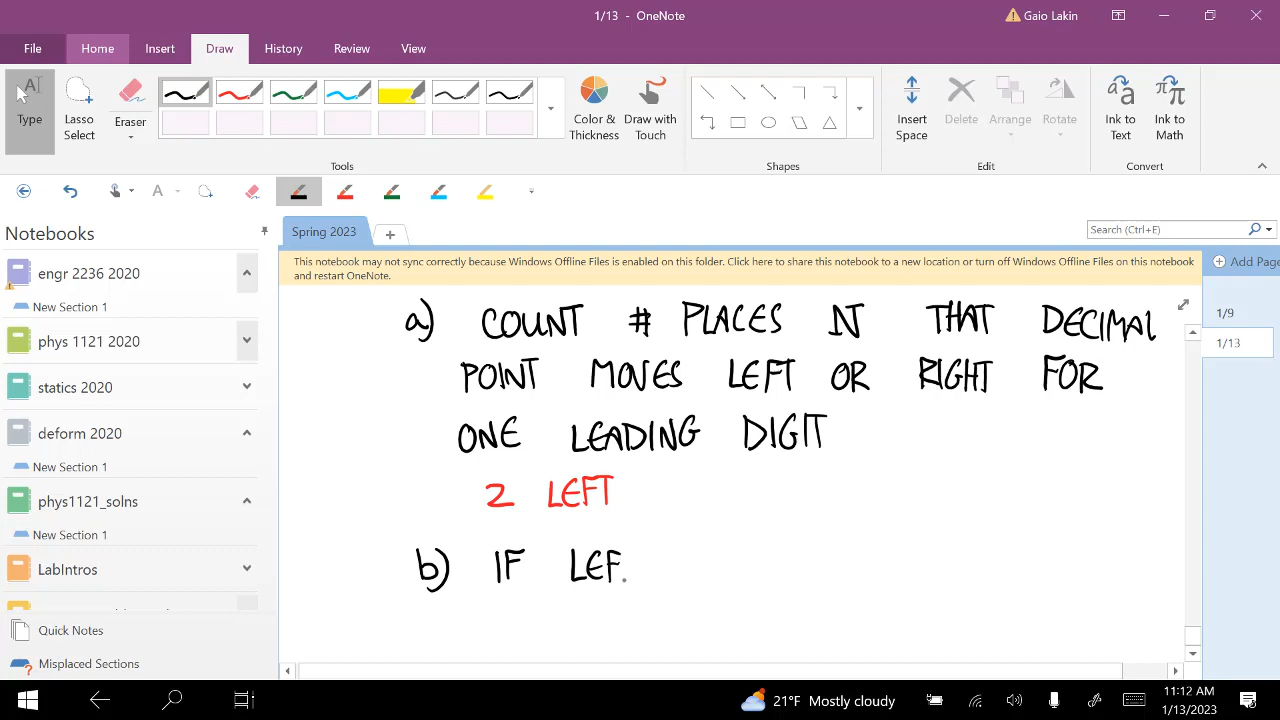 1/13 - OneNote
Gaio Lakin
File Home Insert Draw History Review View
Type
Lasso Select
Eraser
Color & Thickness
Draw with Touch
Insert Space
Delete
Arrange
Rotate
Ink to Text
Ink to Math
Tools
Shapes
Edit
Convert
Notebooks
Spring 2023
Search (Ctrl+E)
This notebook may not sync correctly because Windows Offline Files is enabled on this folder. Click here to share this notebook to a new location or turn off Windows Offline Files on this notebook
and restart OneNote.
Add Page
1/9
1/13
engr 2236 2020
New Section 1
phys 1121 2020
statics 2020
deform 2020
New Section 1
phys1121_solns
New Section 1
LabIntros
Quick Notes
Misplaced Sections
a) COUNT # PLACES N THAT DECIMAL
POINT MOVES LEFT OR RIGHT FOR
ONE LEADING DIGIT
2 LEFT
b) IF LEF
21°F Mostly cloudy
11:12 AM
1/13/2023